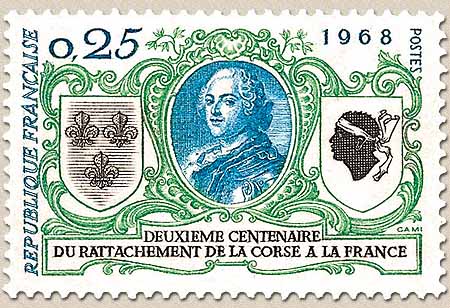 0,25
1968
POSTES
REPUBLIQUE FRANÇAISE
DEUXIEME CENTENAIRE
DU RATTACHEMENT DE LA CORSE A LA FRANCE
CAMI